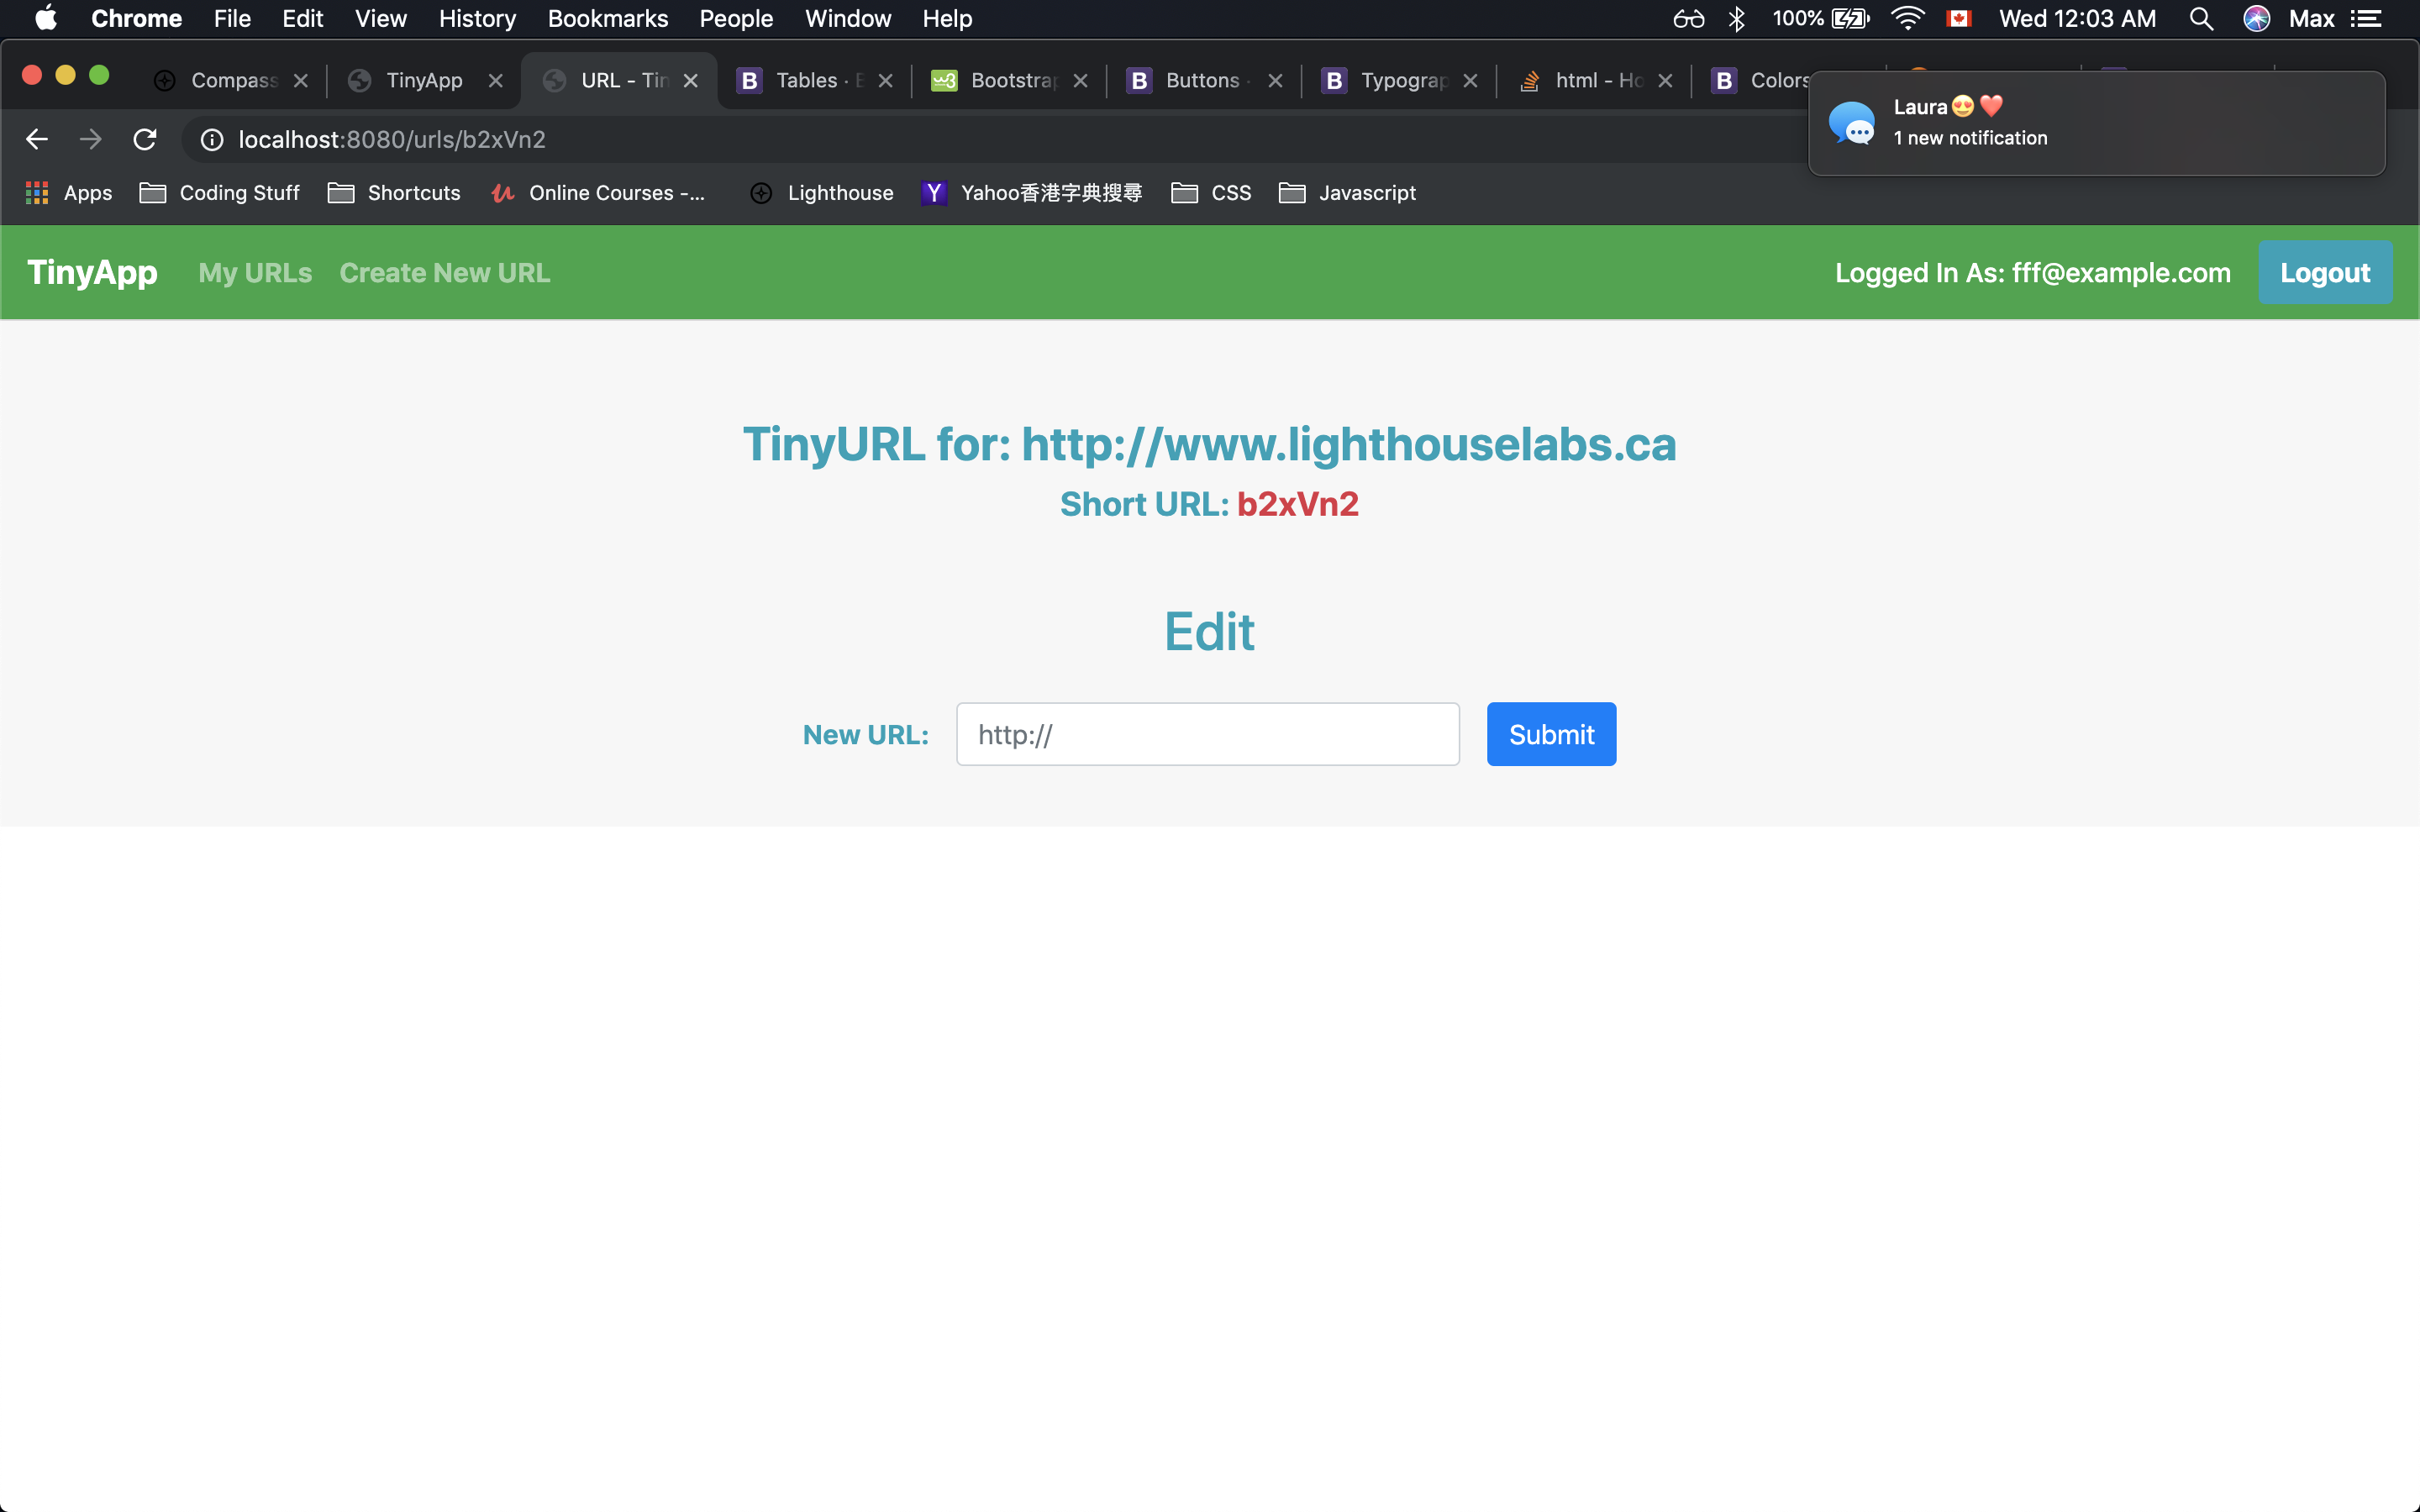 Chrome File Edit View History Bookmarks People Window Help 100% Wed 12:03 AM Max
Compass TinyApp URL - Tin Tables · Bootstrap Buttons · Typograp html - Ho Colors
Laura😍❤️
1 new notification
localhost:8080/urls/b2xVn2
Apps Coding Stuff Shortcuts Online Courses -... Lighthouse Yahoo香港字典搜尋 CSS Javascript
TinyApp My URLs Create New URL Logged In As: fff@example.com Logout
TinyURL for: http://www.lighthouselabs.ca
Short URL: b2xVn2
Edit
New URL: http:// Submit